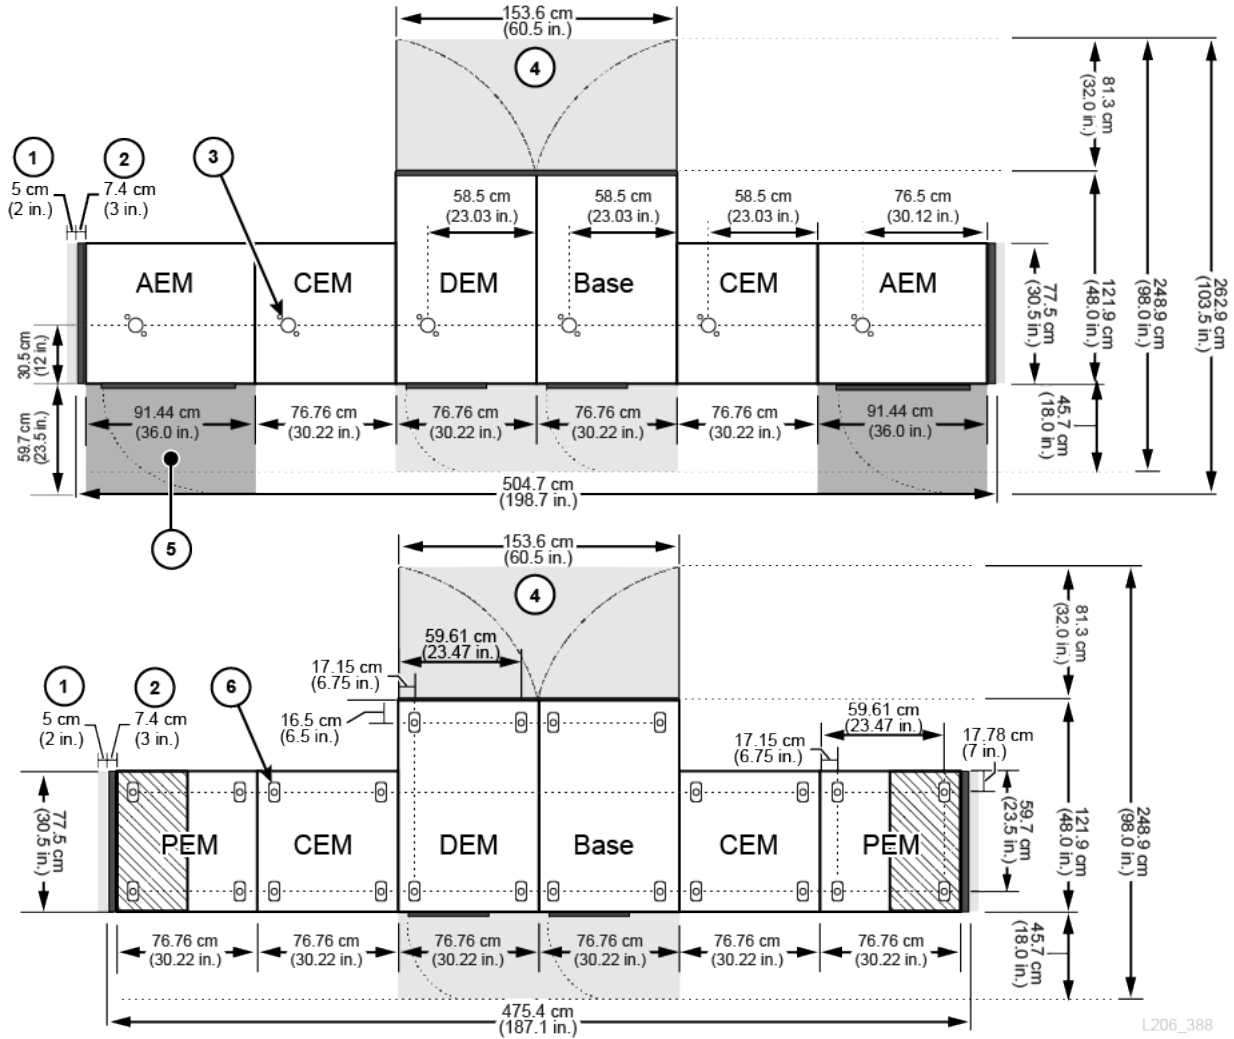 153.6 cm
(60.5 in.)
4
81.3 cm
(32.0 in.)
1
2
3
5 cm
(2 in.)
7.4 cm
(3 in.)
58.5 cm
(23.03 in.)
58.5 cm
(23.03 in.)
58.5 cm
(23.03 in.)
76.5 cm
(30.12 in.)
AEM
CEM
DEM
Base
CEM
AEM
77.5 cm
(30.5 in.)
121.9 cm
(48.0 in.)
248.9 cm
(98.0 in.)
262.9 cm
(103.5 in.)
30.5 cm
(12 in)
59.7 cm
(23.5 in.)
91.44 cm
(36.0 in.)
76.76 cm
(30.22 in.)
76.76 cm
(30.22 in.)
76.76 cm
(30.22 in.)
76.76 cm
(30.22 in.)
91.44 cm
(36.0 in.)
45.7 cm
(18.0 in.)
504.7 cm
(198.7 in.)
5
153.6 cm
(60.5 in.)
4
81.3 cm
(32.0 in.)
59.61 cm
(23.47 in.)
17.15 cm
(6.75 in.)
16.5 cm
(6.5 in.)
1
2
6
5 cm
(2 in.)
7.4 cm
(3 in.)
59.61 cm
(23.47 in.)
17.15 cm
(6.75 in.)
17.78 cm
(7 in.)
77.5 cm
(30.5 in.)
PEM
CEM
DEM
Base
CEM
PEM
59.7 cm
(23.5 in.)
121.9 cm
(48.0 in.)
248.9 cm
(98.0 in.)
76.76 cm
(30.22 in.)
76.76 cm
(30.22 in.)
76.76 cm
(30.22 in.)
76.76 cm
(30.22 in.)
76.76 cm
(30.22 in.)
76.76 cm
(30.22 in.)
45.7 cm
(18.0 in.)
475.4 cm
(187.1 in.)
L206_388